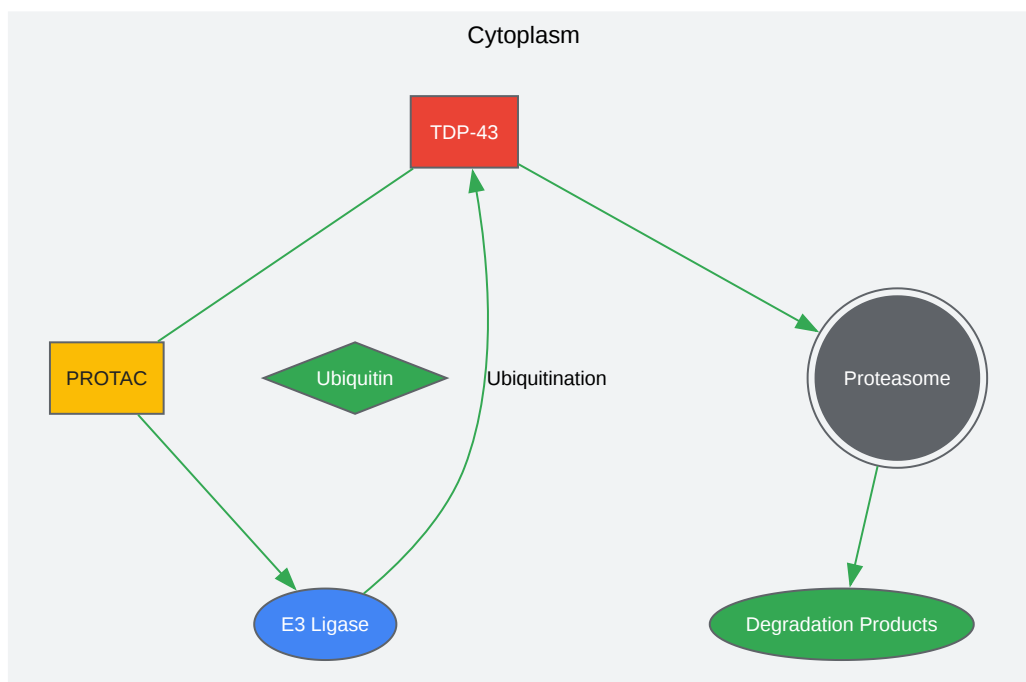 Cytoplasm
TDP-43
PROTAC
Ubiquitin
Ubiquitination
Proteasome
E3 Ligase
Degradation Products